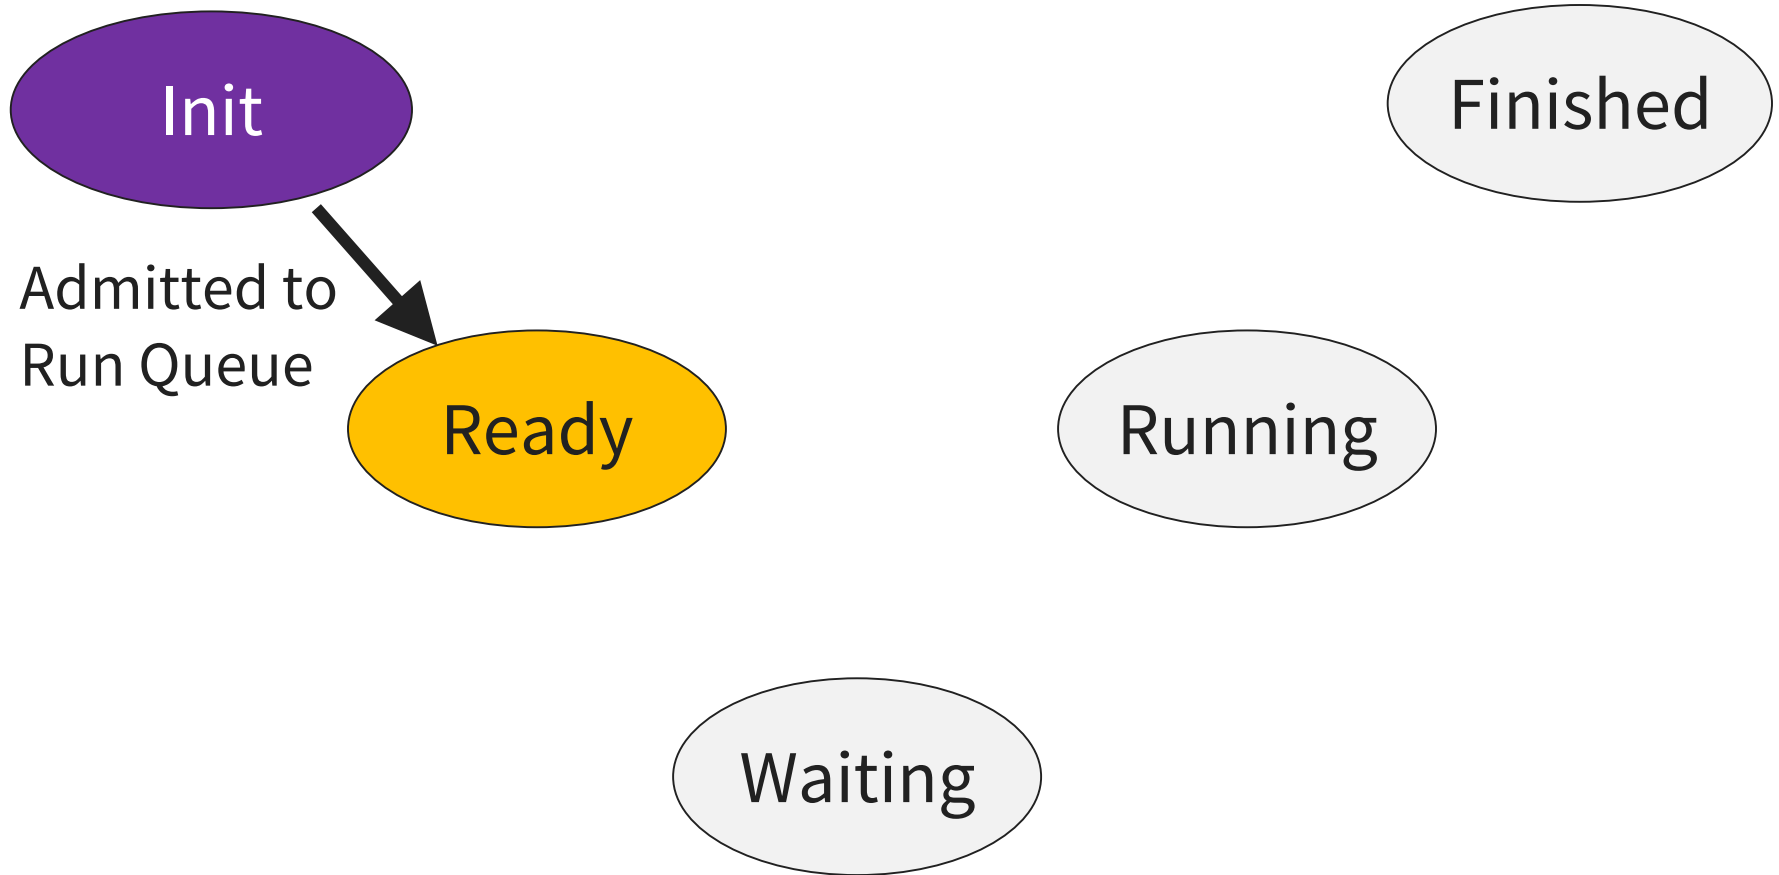 Init
Finished
Admitted to
Run Queue
Ready
Running
Waiting